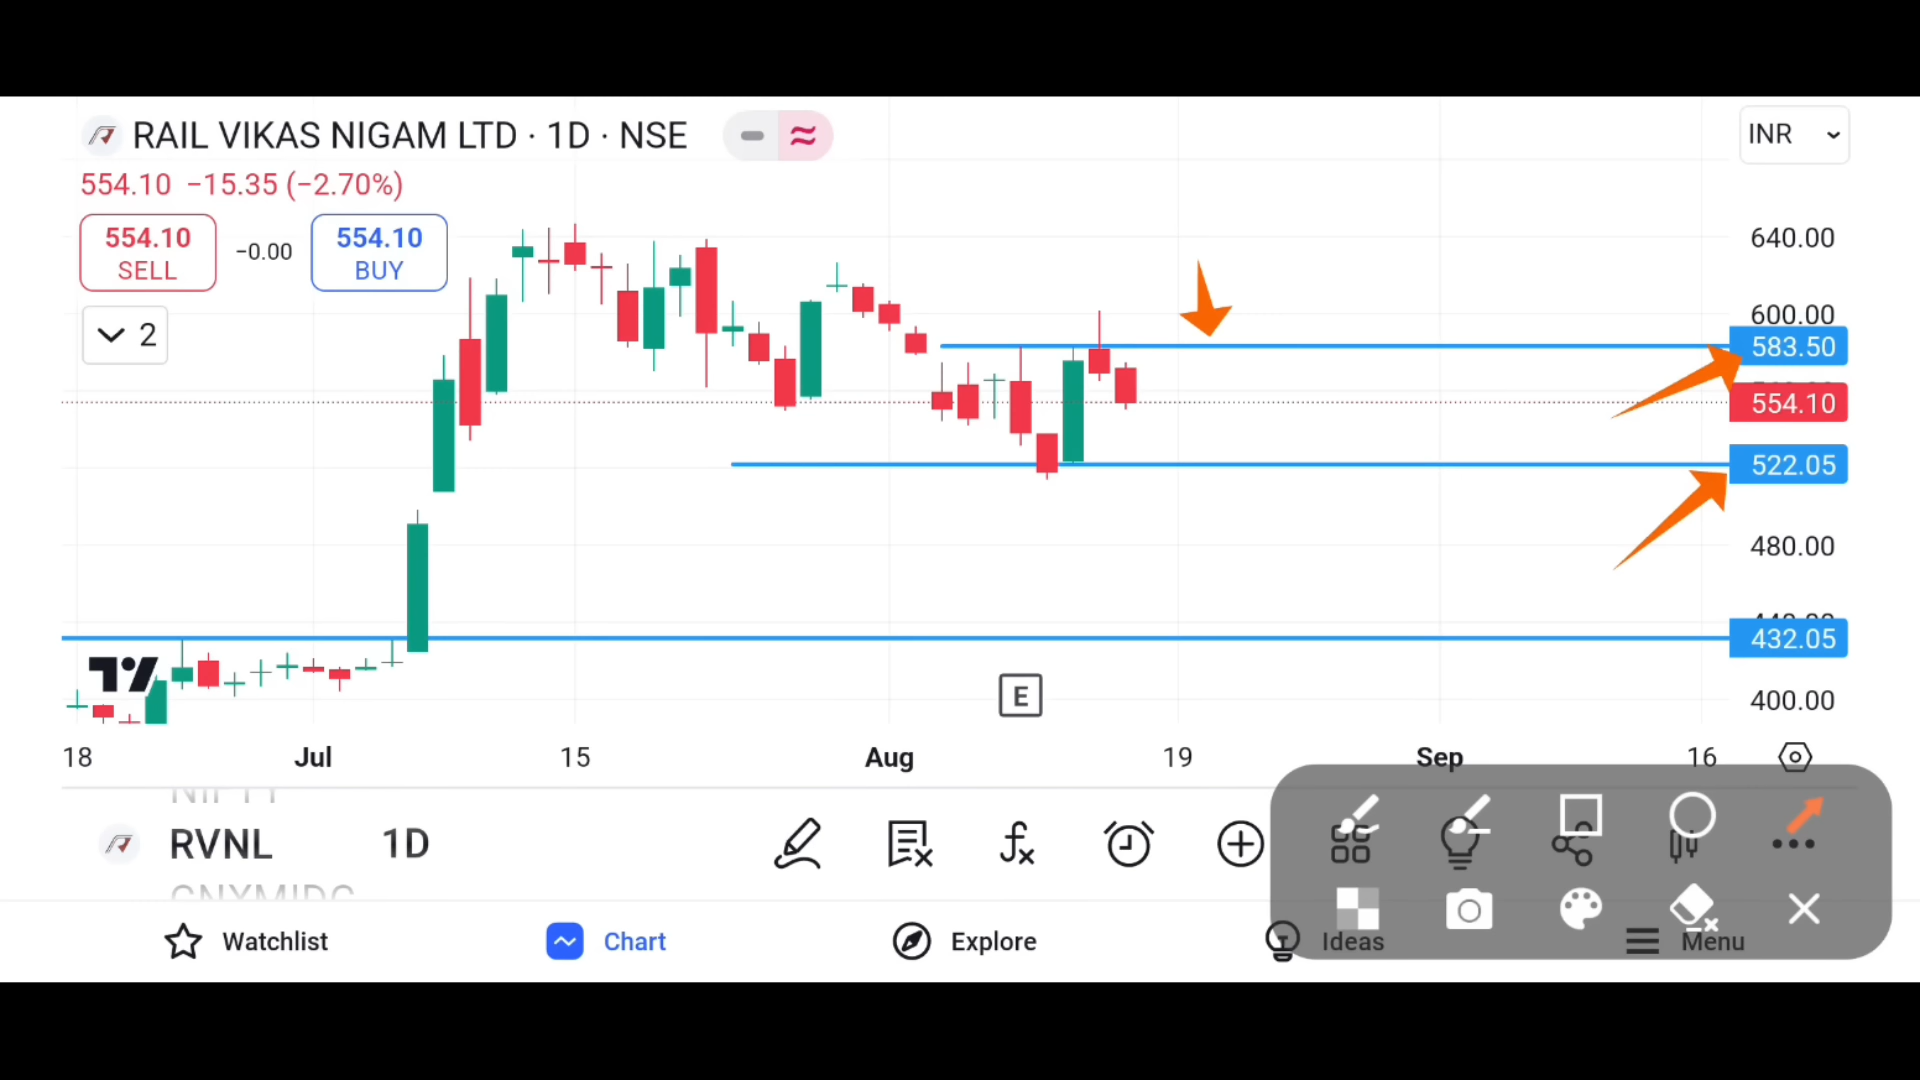 RAIL VIKAS NIGAM LTD · 1D · NSE
INR
554.10 −15.35 (−2.70%)
554.10
SELL
−0.00
554.10
BUY
2
640.00
600.00
583.50
554.10
522.05
480.00
432.05
400.00
E
18 Jul 15 Aug 19 Sep 16
NIFTY
RVNL 1D
CNXMIDC
Watchlist
Chart
Explore
Ideas
Menu